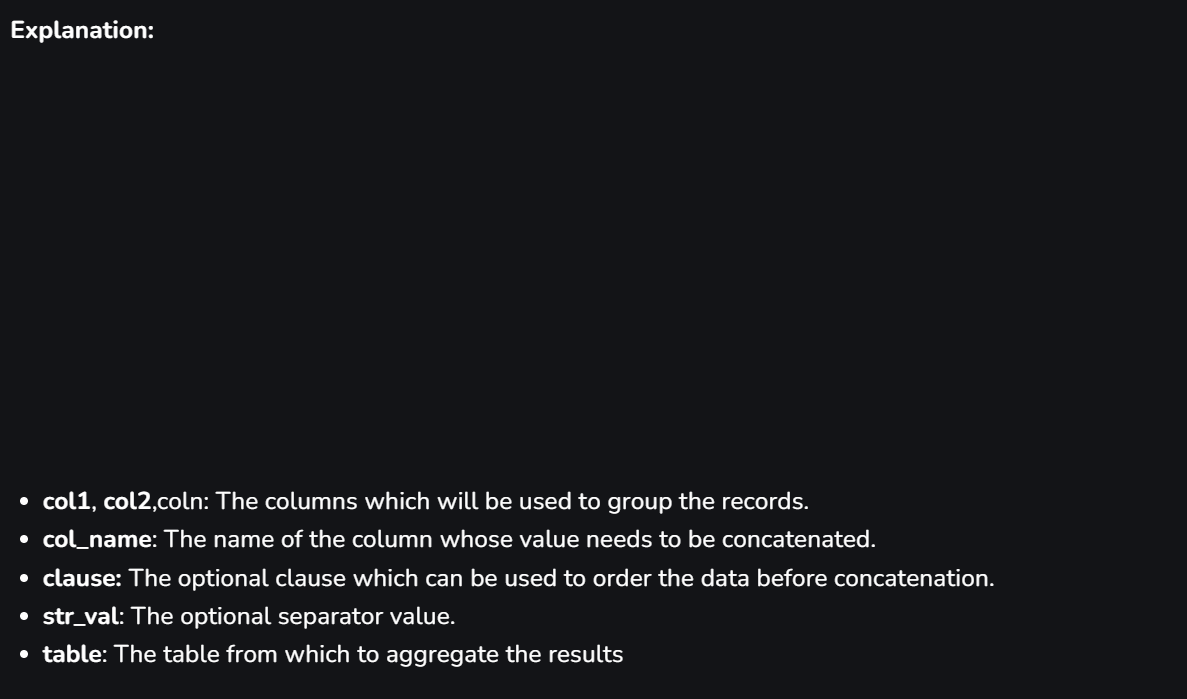 Explanation:
• col1, col2,coln: The columns which will be used to group the records.
• col_name: The name of the column whose value needs to be concatenated.
• clause: The optional clause which can be used to order the data before concatenation.
• str_val: The optional separator value.
• table: The table from which to aggregate the results